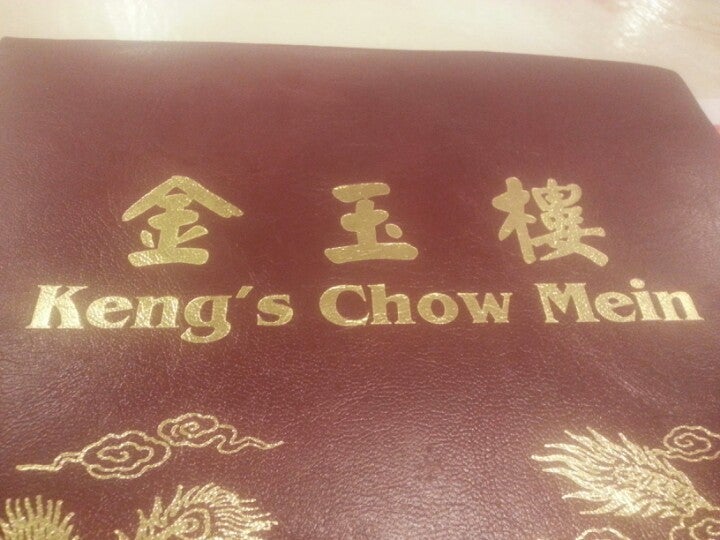 金玉樓
Keng's Chow Mein